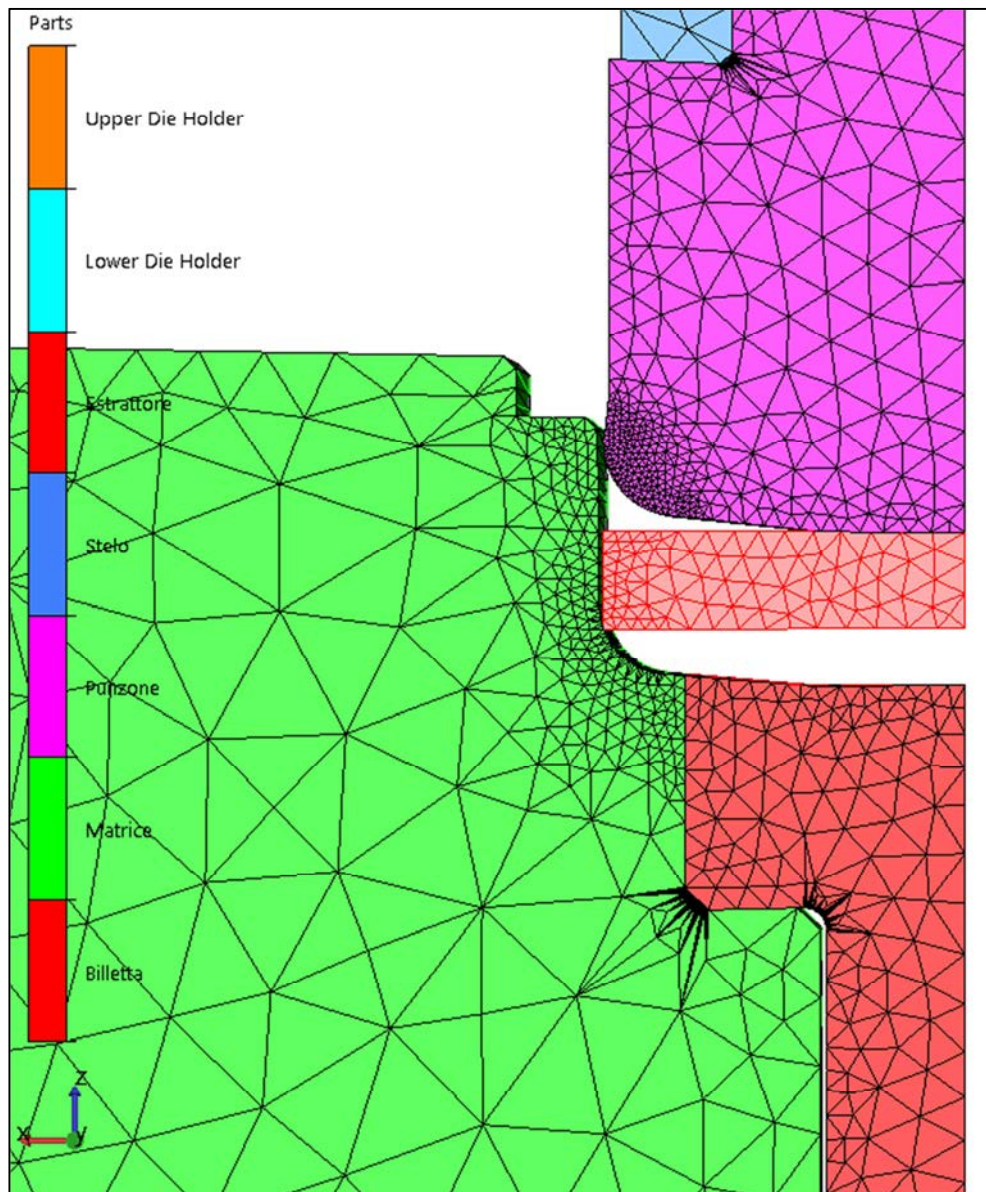 Parts
Upper Die Holder
Lower Die Holder
Estrattore
Stelo
Punzone
Matrice
Billetta
Z
X
Y